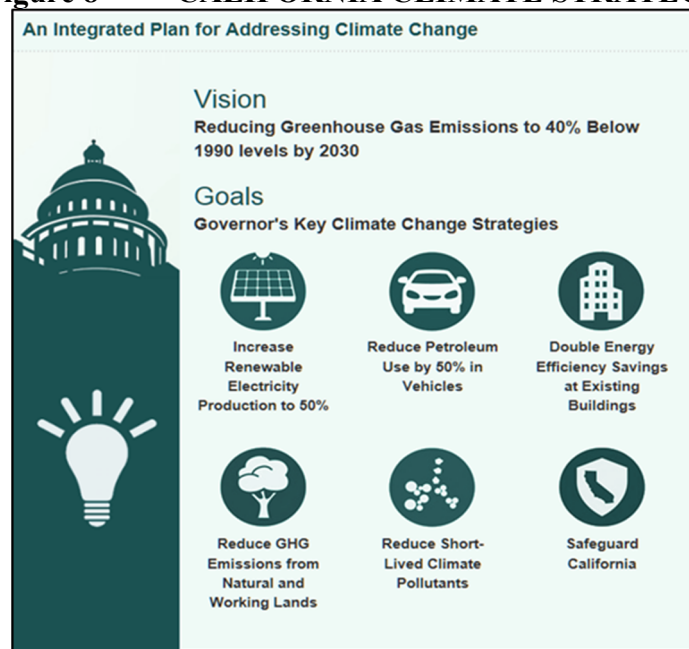 An Integrated Plan for Addressing Climate Change
Vision
Reducing Greenhouse Gas Emissions to 40% Below
1990 levels by 2030
Goals
Governor's Key Climate Change Strategies
Increase
Renewable
Electricity
Production to 50%
Reduce Petroleum
Use by 50% in
Vehicles
Double Energy
Efficiency Savings
at Existing
Buildings
Reduce GHG
Emissions from
Natural and
Working Lands
Reduce Short-
Lived Climate
Pollutants
Safeguard
California